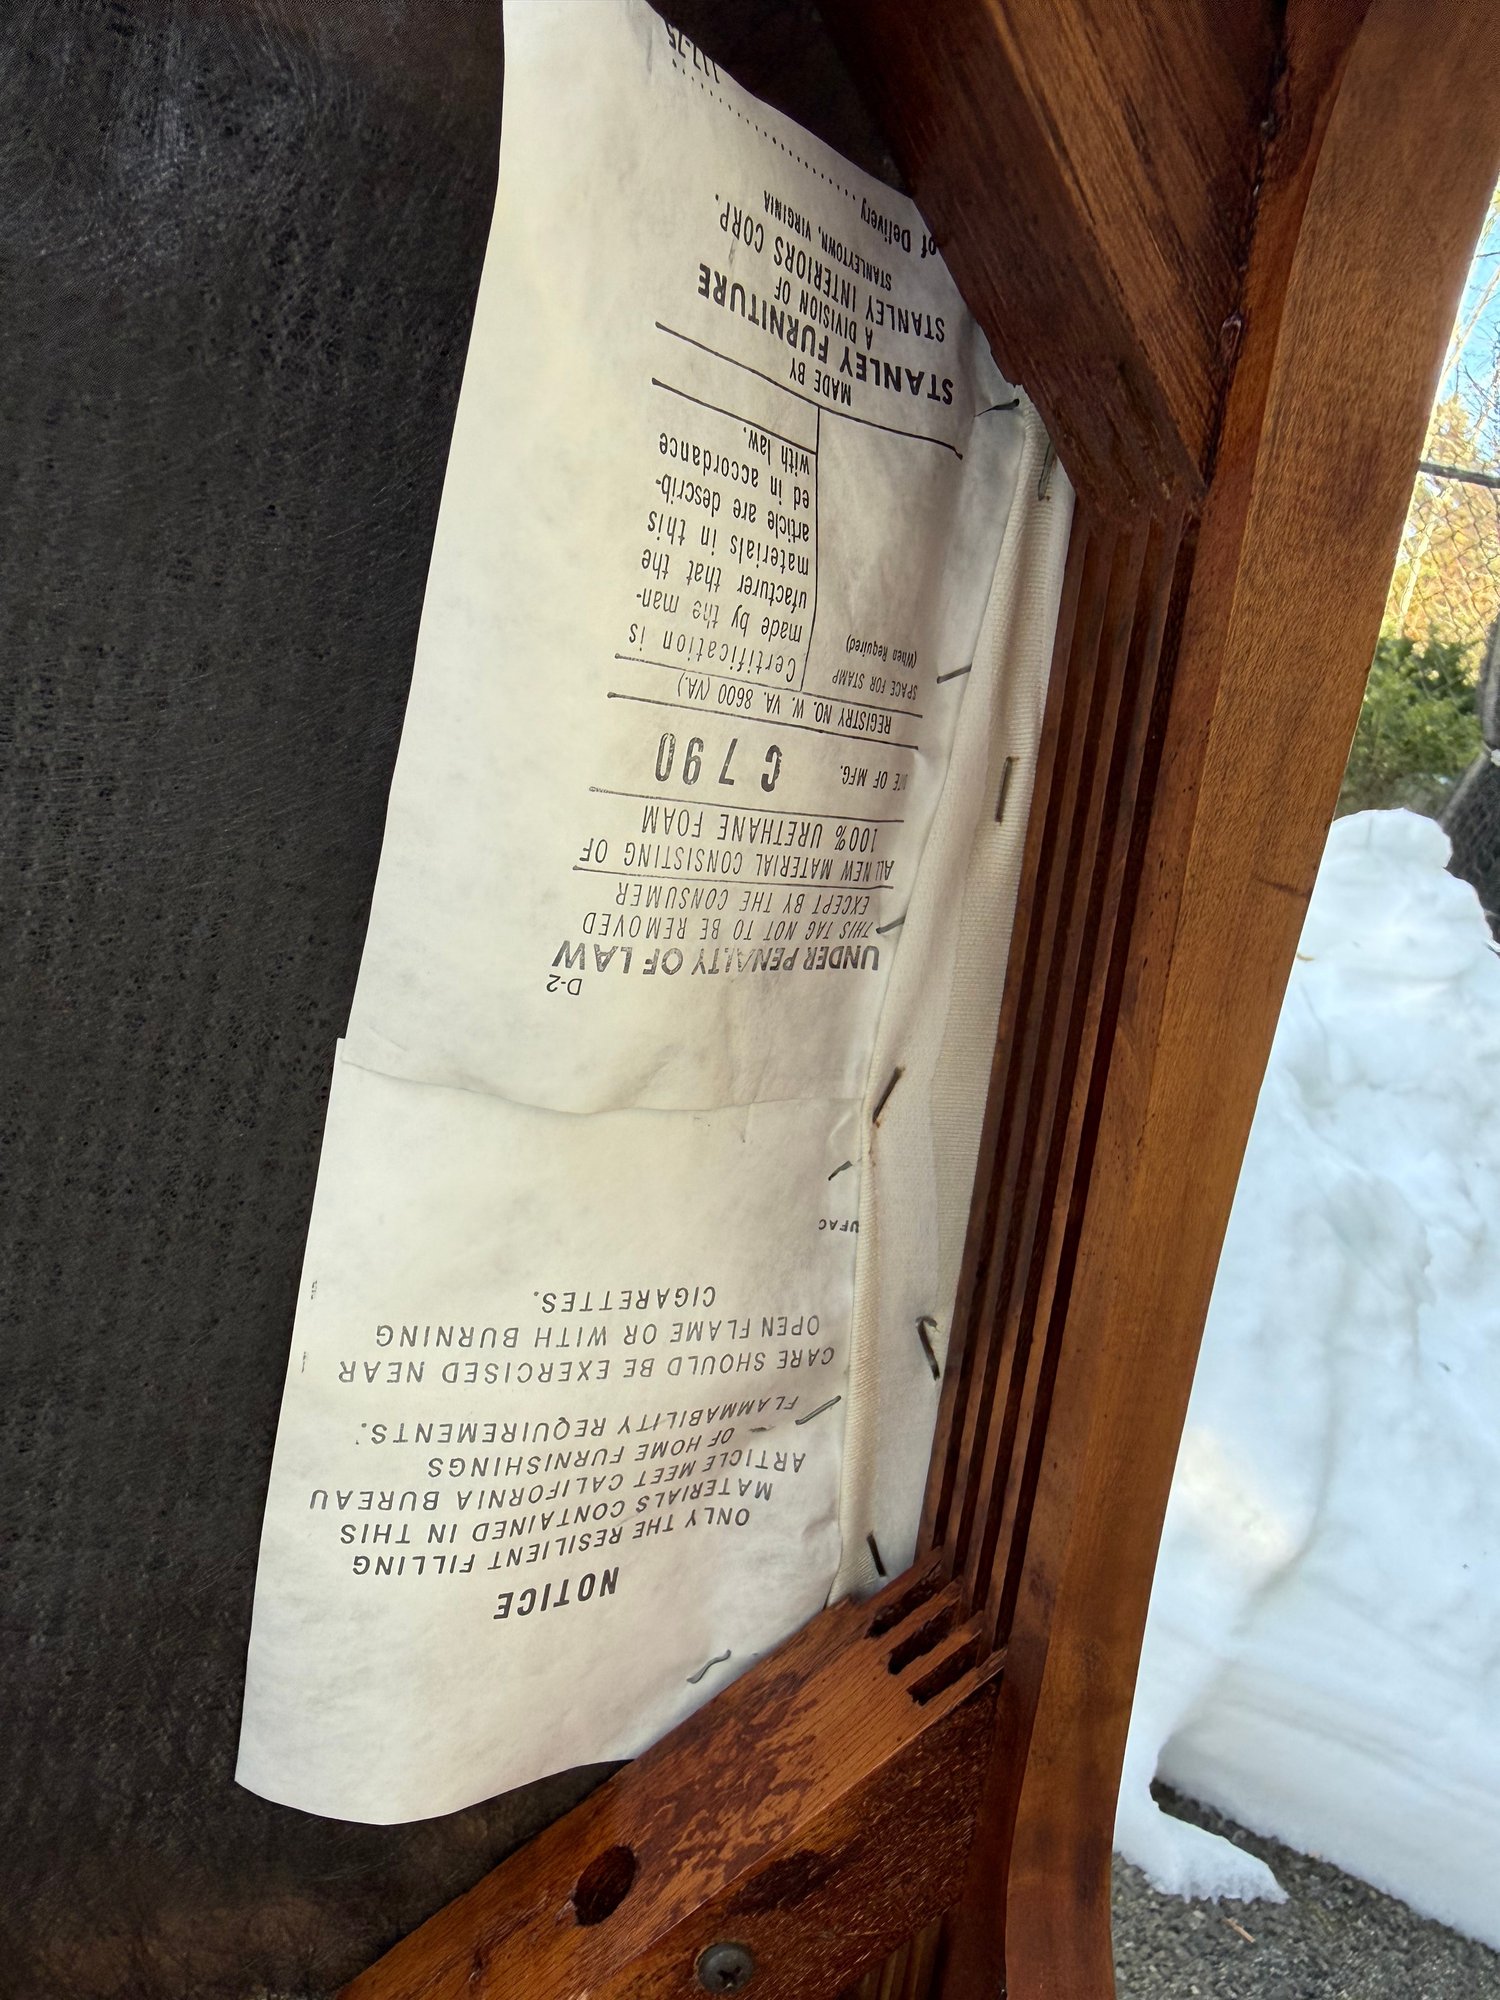 NOTICE
ONLY THE RESILIENT FILLING
MATERIALS CONTAINED IN THIS
ARTICLE MEET CALIFORNIA BUREAU
OF HOME FURNISHINGS
FLAMMABILITY REQUIREMENTS.
CARE SHOULD BE EXERCISED NEAR
OPEN FLAME OR WITH BURNING
CIGARETTES.
UFAC
D-2
UNDER PENALTY OF LAW
THIS TAG NOT TO BE REMOVED
EXCEPT BY THE CONSUMER
ALL NEW MATERIAL CONSISTING OF
100% URETHANE FOAM
OF MFG. C 790
REGISTRY NO. W. VA. 8600 (VA.)
SPACE FOR STAMP
(When Required)
Certification is
made by the man-
ufacturer that the
materials in this
article are describ-
ed in accordance
with law.
MADE BY
STANLEY FURNITURE
A DIVISION OF
STANLEY INTERIORS CORP.
STANLEYTOWN, VIRGINIA
of Delivery